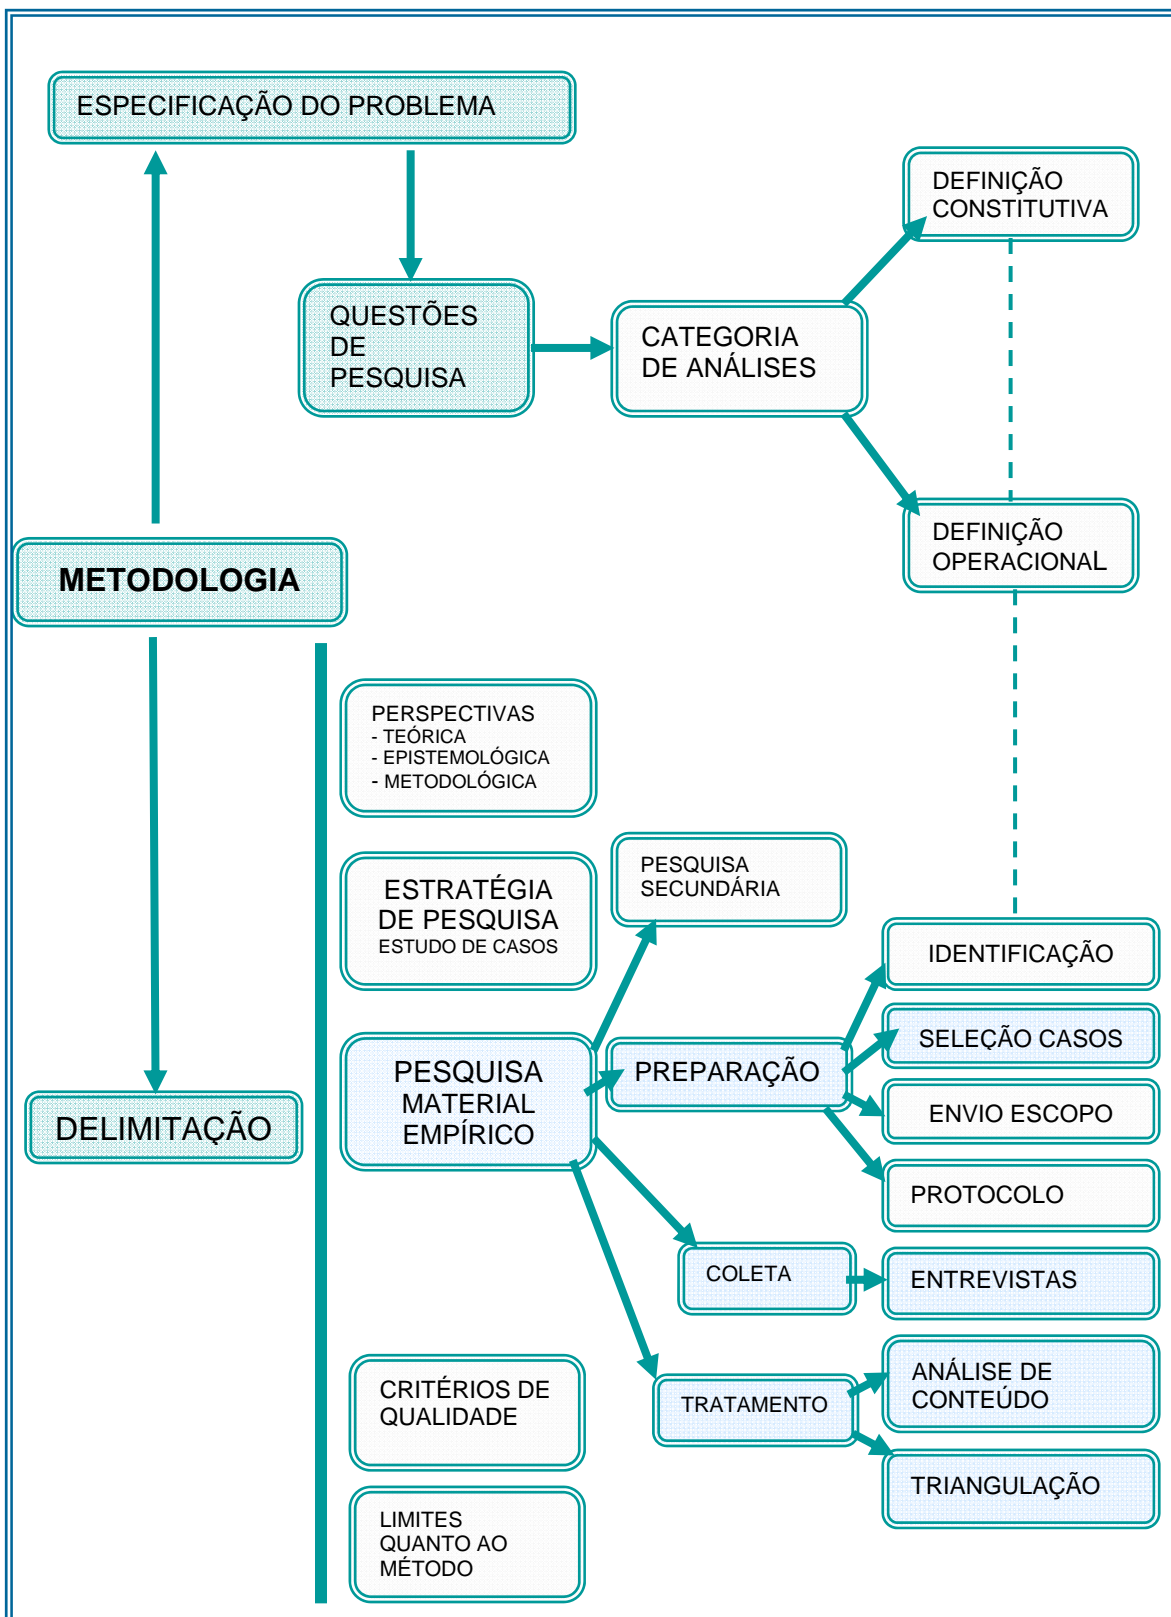 ESPECIFICAÇÃO DO PROBLEMA
DEFINIÇÃO
CONSTITUTIVA
QUESTÕES
DE
PESQUISA
CATEGORIA
DE ANÁLISES
DEFINIÇÃO
OPERACIONAL
METODOLOGIA
PERSPECTIVAS
- TEÓRICA
- EPISTEMOLÓGICA
- METODOLÓGICA
ESTRATÉGIA
DE PESQUISA
ESTUDO DE CASOS
PESQUISA
SECUNDÁRIA
IDENTIFICAÇÃO
SELEÇÃO CASOS
PESQUISA
MATERIAL
EMPÍRICO
PREPARAÇÃO
ENVIO ESCOPO
DELIMITAÇÃO
PROTOCOLO
COLETA
ENTREVISTAS
CRITÉRIOS DE
QUALIDADE
TRATAMENTO
ANÁLISE DE
CONTEÚDO
TRIANGULAÇÃO
LIMITES
QUANTO AO
MÉTODO